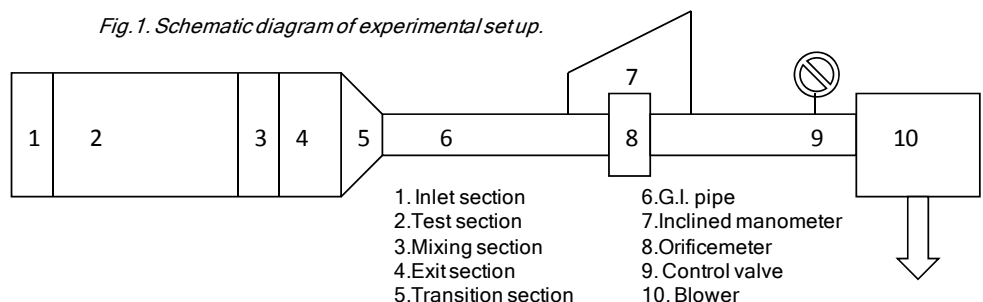 Fig.1. Schematic diagram of experimental set up.
7
1 2 3 4 5 6 8 9 10
1. Inlet section
2.Test section
3.Mixing section
4.Exit section
5.Transition section
6.G.I. pipe
7.Inclined manometer
8.Orificemeter
9. Control valve
10. Blower